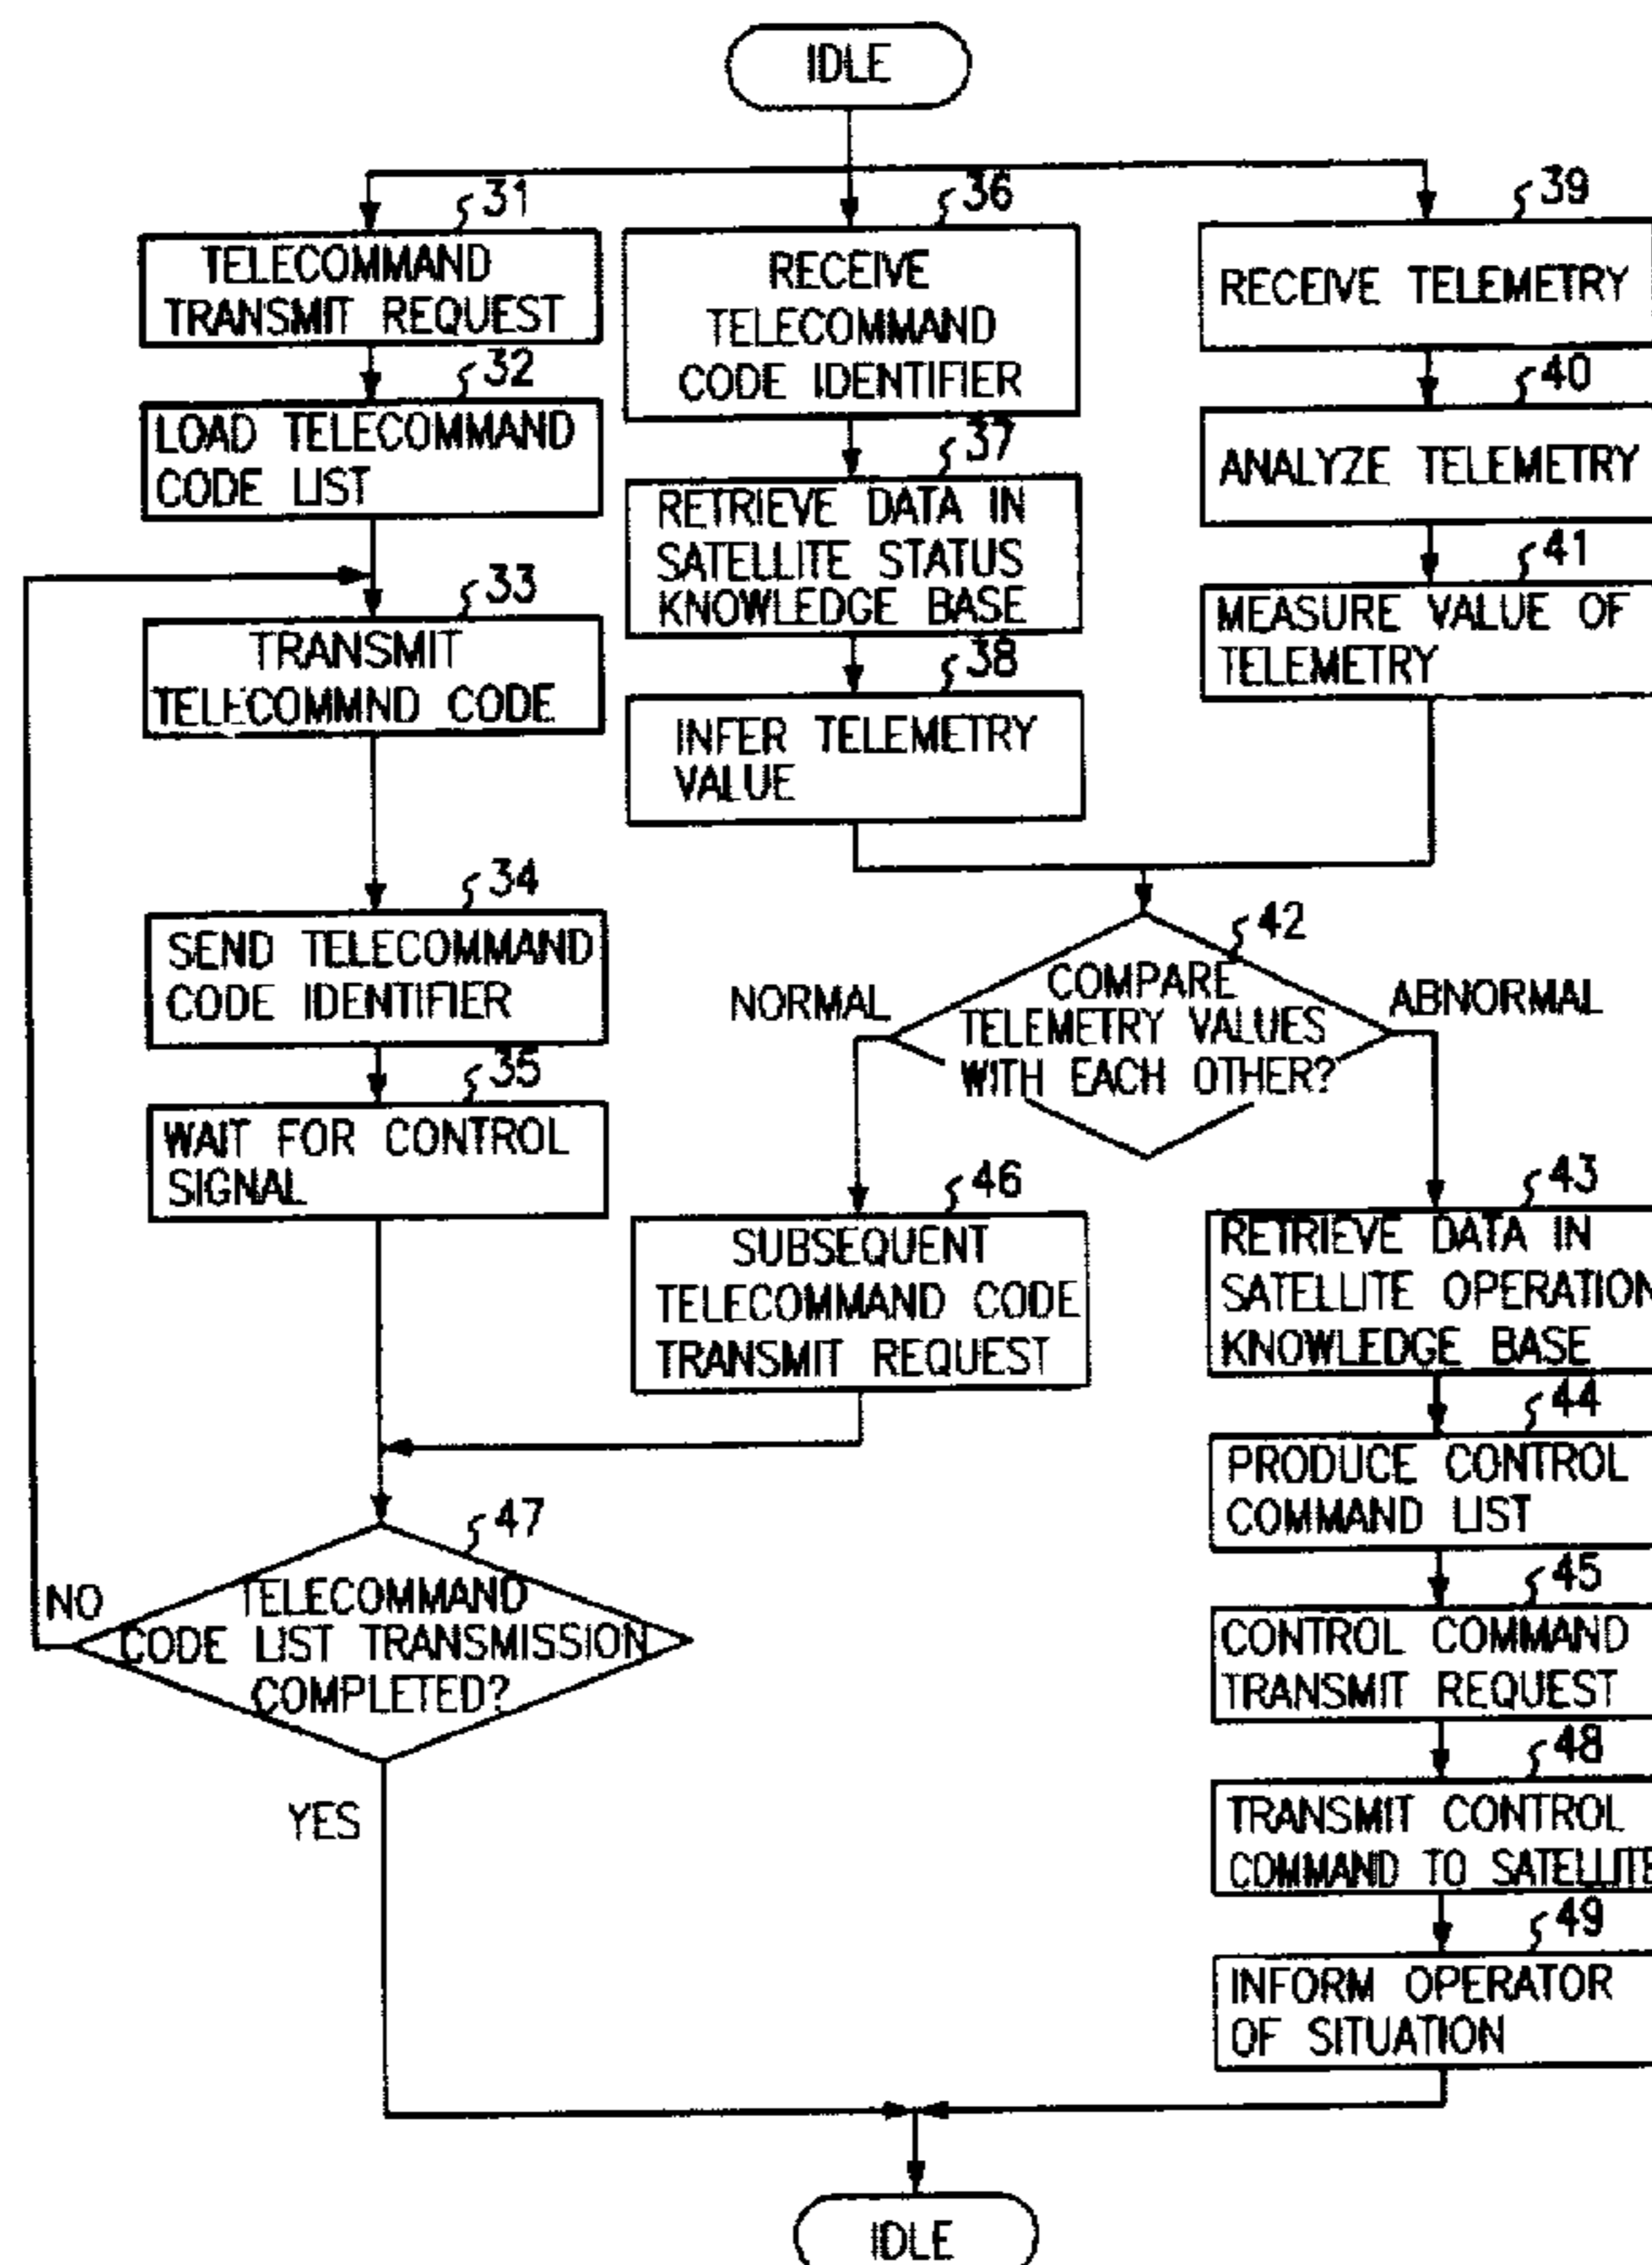 IDLE
31
TELECOMMAND
TRANSMIT REQUEST
32
LOAD TELECOMMAND
CODE LIST
33
TRANSMIT
TELECOMMND CODE
34
SEND TELECOMMAND
CODE IDENTIFIER
35
WAIT FOR CONTROL
SIGNAL
36
RECEIVE
TELECOMMAND
CODE IDENTIFIER
37
RETRIEVE DATA IN
SATELLITE STATUS
KNOWLEDGE BASE
38
INFER TELEMETRY
VALUE
39
RECEIVE TELEMETRY
40
ANALYZE TELEMETRY
41
MEASURE VALUE OF
TELEMETRY
42
COMPARE
TELEMETRY VALUES
WITH EACH OTHER?
NORMAL
ABNORMAL
46
SUBSEQUENT
TELECOMMAND CODE
TRANSMIT REQUEST
43
RETRIEVE DATA IN
SATELLITE OPERATION
KNOWLEDGE BASE
44
PRODUCE CONTROL
COMMAND LIST
45
CONTROL COMMAND
TRANSMIT REQUEST
48
TRANSMIT CONTROL
COMMAND TO SATELLITE
49
INFORM OPERATOR
OF SITUATION
47
TELECOMMAND
CODE LIST TRANSMISSION
COMPLETED?
NO
YES
IDLE